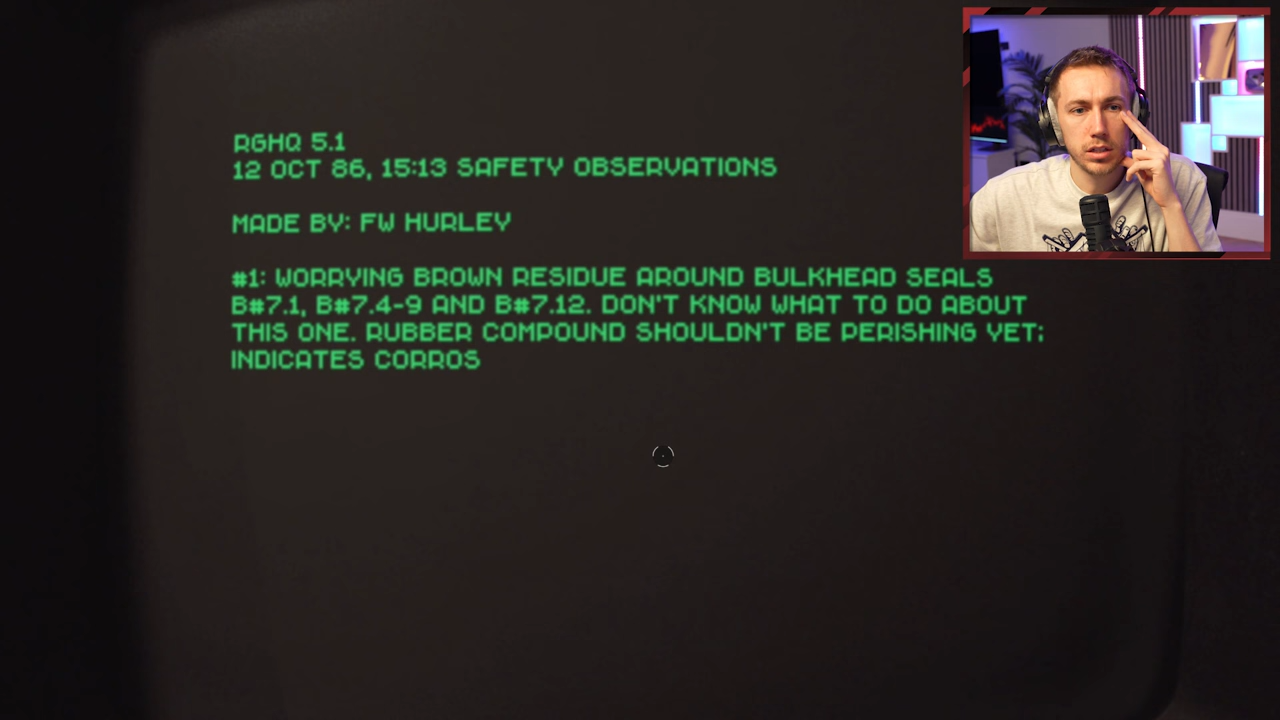 RGHQ 5.1
12 OCT 86, 15:13 SAFETY OBSERVATIONS
MADE BY: FW HURLEY
#1: WORRYING BROWN RESIDUE AROUND BULKHEAD SEALS
B#7.1, B#7.4-9 AND B#7.12. DON'T KNOW WHAT TO DO ABOUT
THIS ONE. RUBBER COMPOUND SHOULDN'T BE PERISHING YET;
INDICATES CORROS